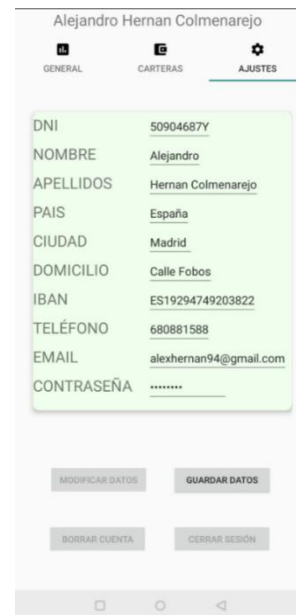 Alejandro Hernan Colmenarejo
GENERAL CARTERAS AJUSTES
DNI 50904687Y
NOMBRE Alejandro
APELLIDOS Hernan Colmenarejo
PAIS España
CIUDAD Madrid
DOMICILIO Calle Fobos
IBAN ES19294749203822
TELÉFONO 680881588
EMAIL alexhernan94@gmail.com
CONTRASEÑA ••••••••
MODIFICAR DATOS GUARDAR DATOS
BORRAR CUENTA CERRAR SESIÓN